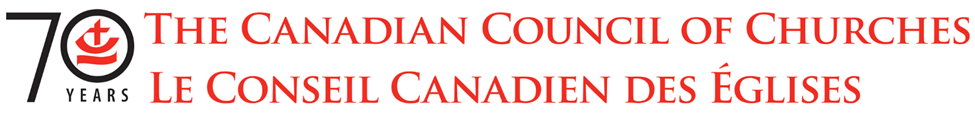 70 THE CANADIAN COUNCIL OF CHURCHES
YEARS LE CONSEIL CANADIEN DES ÉGLISES